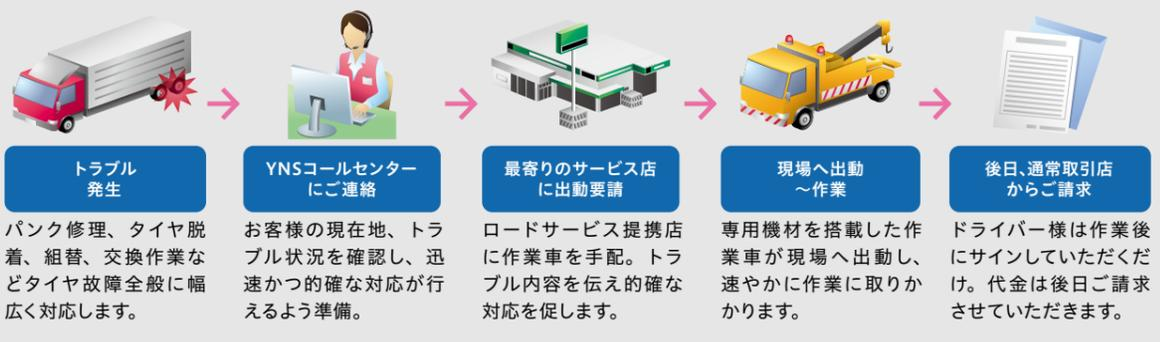 トラブル
発生
パンク修理、タイヤ脱
着、組替、交換作業な
どタイヤ故障全般に幅
広く対応します。
YNSコールセンター
にご連絡
お客様の現在地、トラ
ブル状況を確認し、迅
速かつ的確な対応が行
えるよう準備。
最寄りのサービス店
に出動要請
ロードサービス提携店
に作業車を手配。トラ
ブル内容を伝え的確な
対応を促します。
現場へ出動
〜作業
専用機材を搭載した作
業車が現場へ出動し、
速やかに作業に取りか
かります。
後日、通常取引店
からご請求
ドライバー様は作業後
にサインしていただくだ
け。代金は後日ご請求
させていただきます。